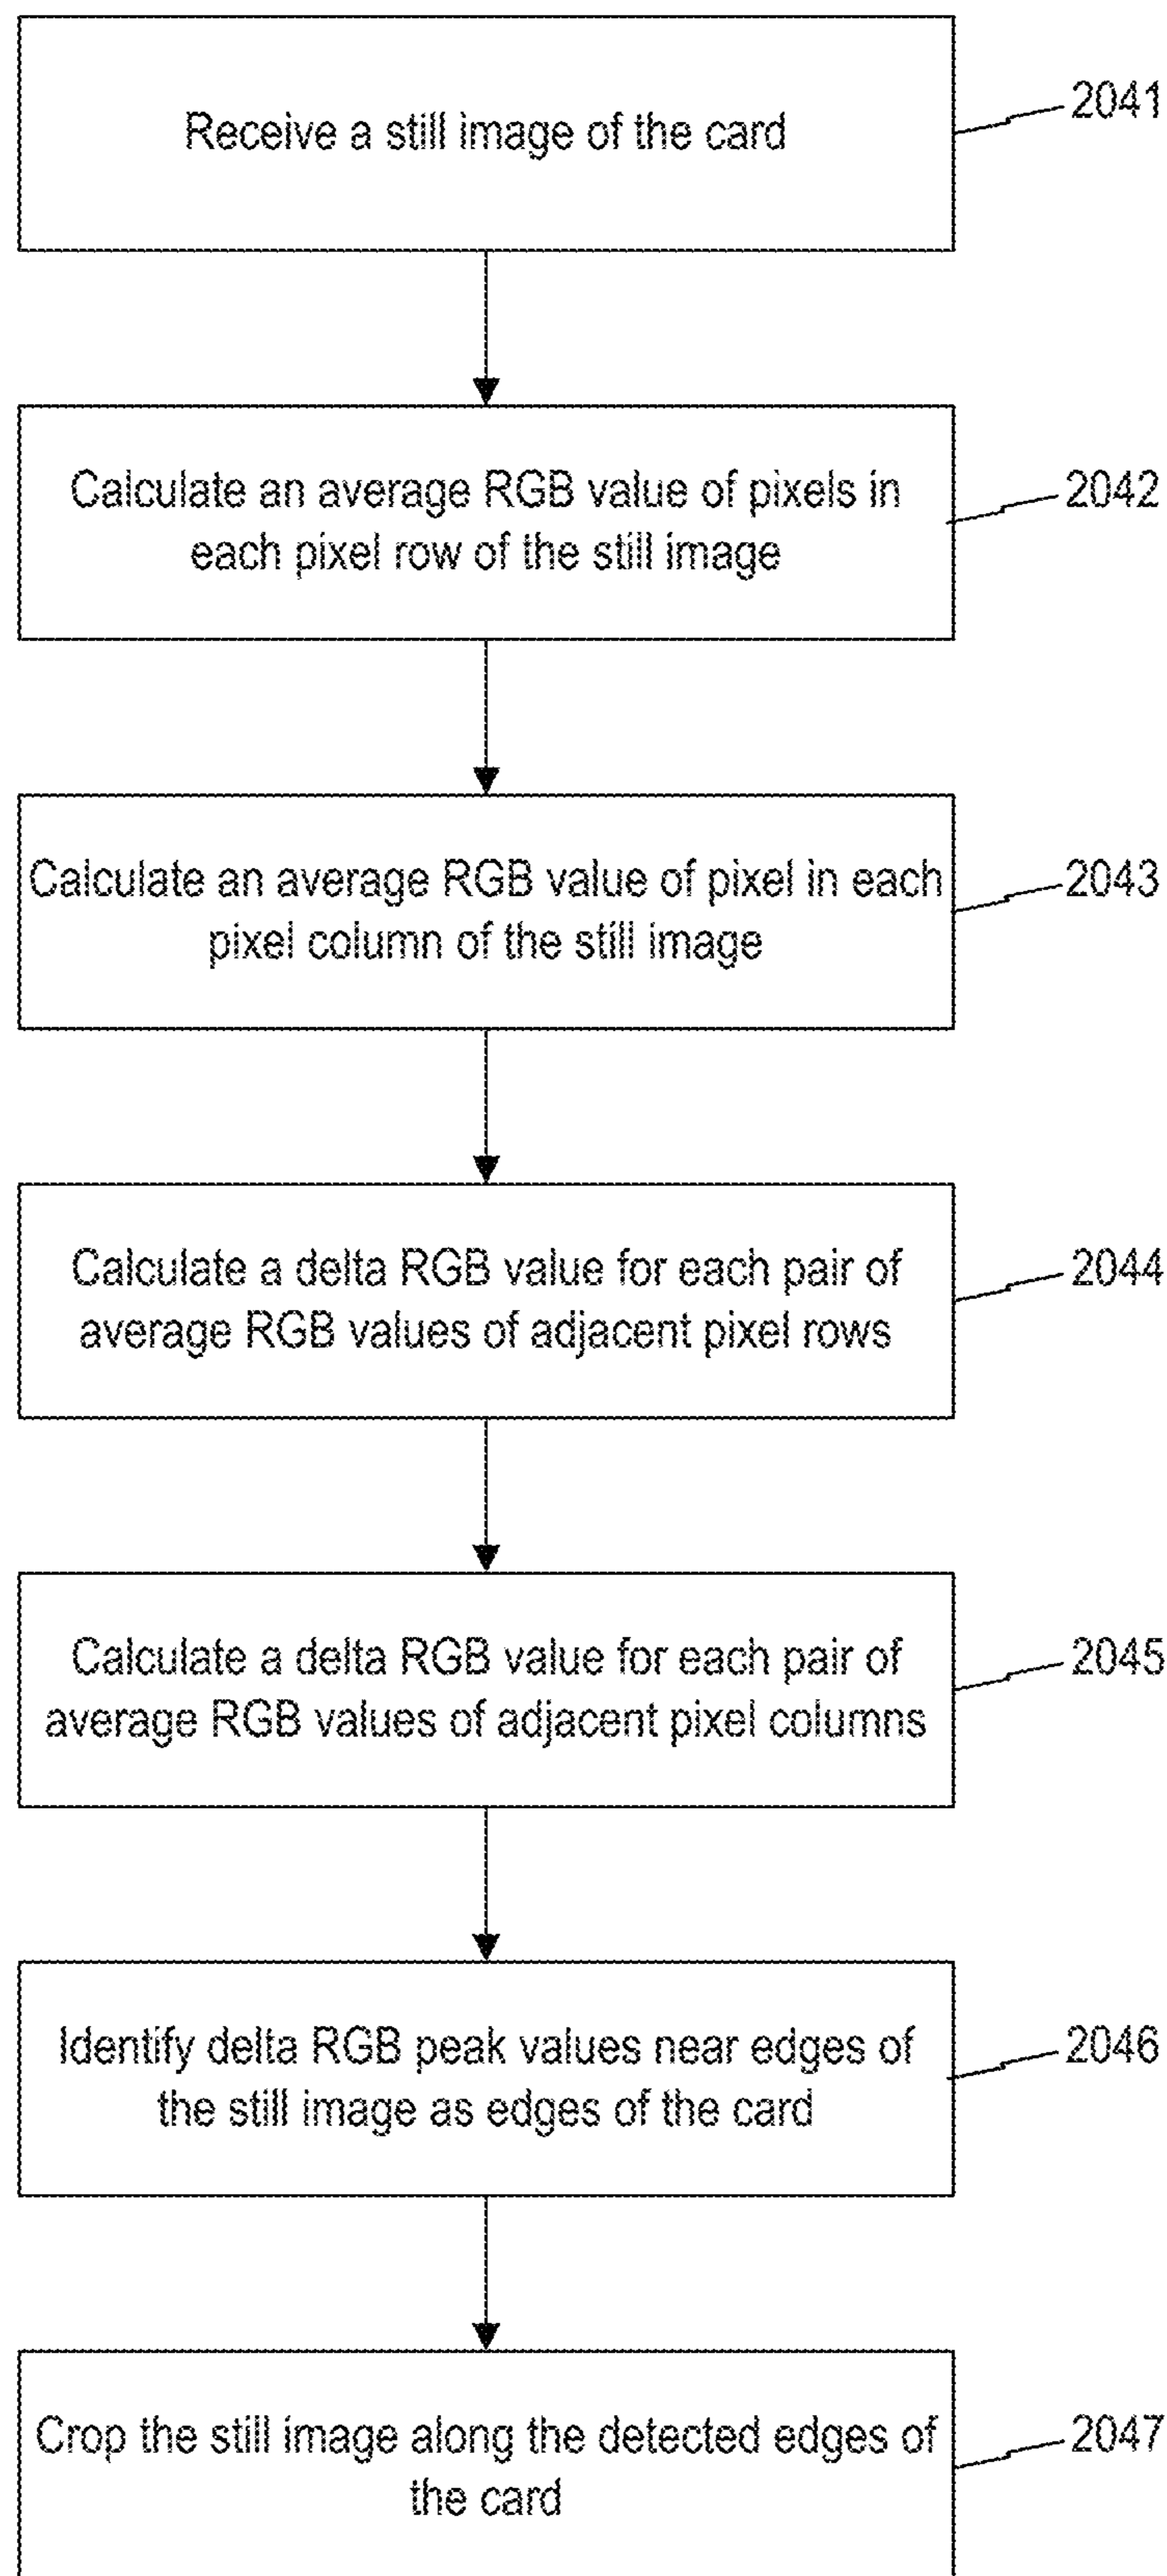 Receive a still image of the card
2041
Calculate an average RGB value of pixels in
each pixel row of the still image
2042
Calculate an average RGB value of pixel in each
pixel column of the still image
2043
Calculate a delta RGB value for each pair of
average RGB values of adjacent pixel rows
2044
Calculate a delta RGB value for each pair of
average RGB values of adjacent pixel columns
2045
Identify delta RGB peak values near edges of
the still image as edges of the card
2046
Crop the still image along the detected edges of
the card
2047